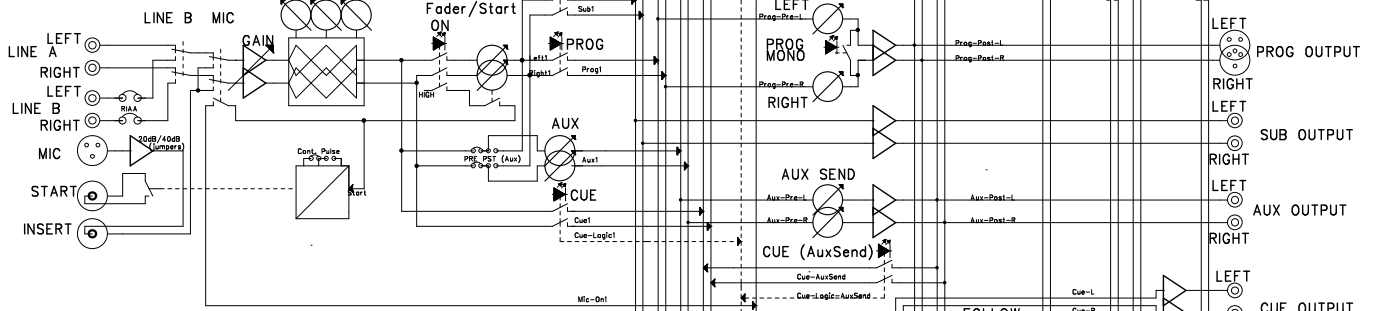 LINE B MIC
Fader/Start
ON
Sub1
LEFT
Prog-Pre-L
LEFT
LINE A
RIGHT
GAIN
PROG
Left1
Right1
Prog1
HIGH
PROG
MONO
Prog-Pre-R
RIGHT
Prog-Post-L
Prog-Post-R
LEFT
PROG OUTPUT
RIGHT
LEFT
LINE B
RIGHT
RIAA
MIC
20dB/40dB
(jumpers)
AUX
PRE PST (Aux)
Aux1
LEFT
SUB OUTPUT
RIGHT
START
Cont. Pulse
Start
CUE
AUX SEND
Aux-Pre-L
Aux-Pre-R
Aux-Post-L
Aux-Post-R
LEFT
AUX OUTPUT
RIGHT
INSERT
Cue1
Cue-Logic1
CUE (AuxSend)
Cue-AuxSend
Cue-Logic-AuxSend
Mic-On1
FOLLOW
Cue-L
Cue-R
LEFT
CUE OUTPUT